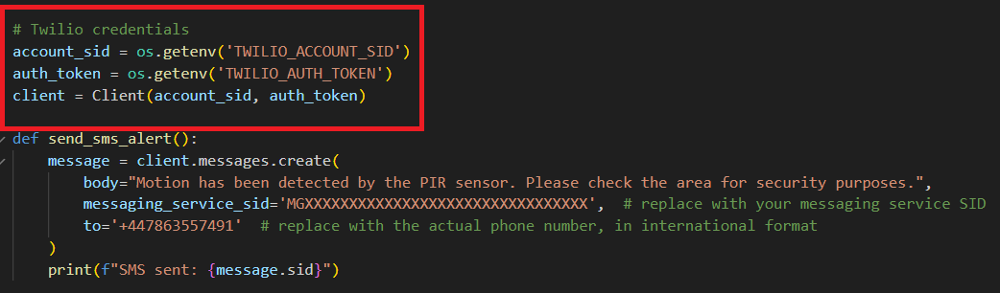 # Twilio credentials
account_sid = os.getenv('TWILIO_ACCOUNT_SID')
auth_token = os.getenv('TWILIO_AUTH_TOKEN')
client = Client(account_sid, auth_token)
def send_sms_alert():
    message = client.messages.create(
        body="Motion has been detected by the PIR sensor. Please check the area for security purposes.",
        messaging_service_sid='MGXXXXXXXXXXXXXXXXXXXXXXXXXXXXXXXX',  # replace with your messaging service SID
        to='+447863557491'  # replace with the actual phone number, in international format
    )
    print(f"SMS sent: {message.sid}")